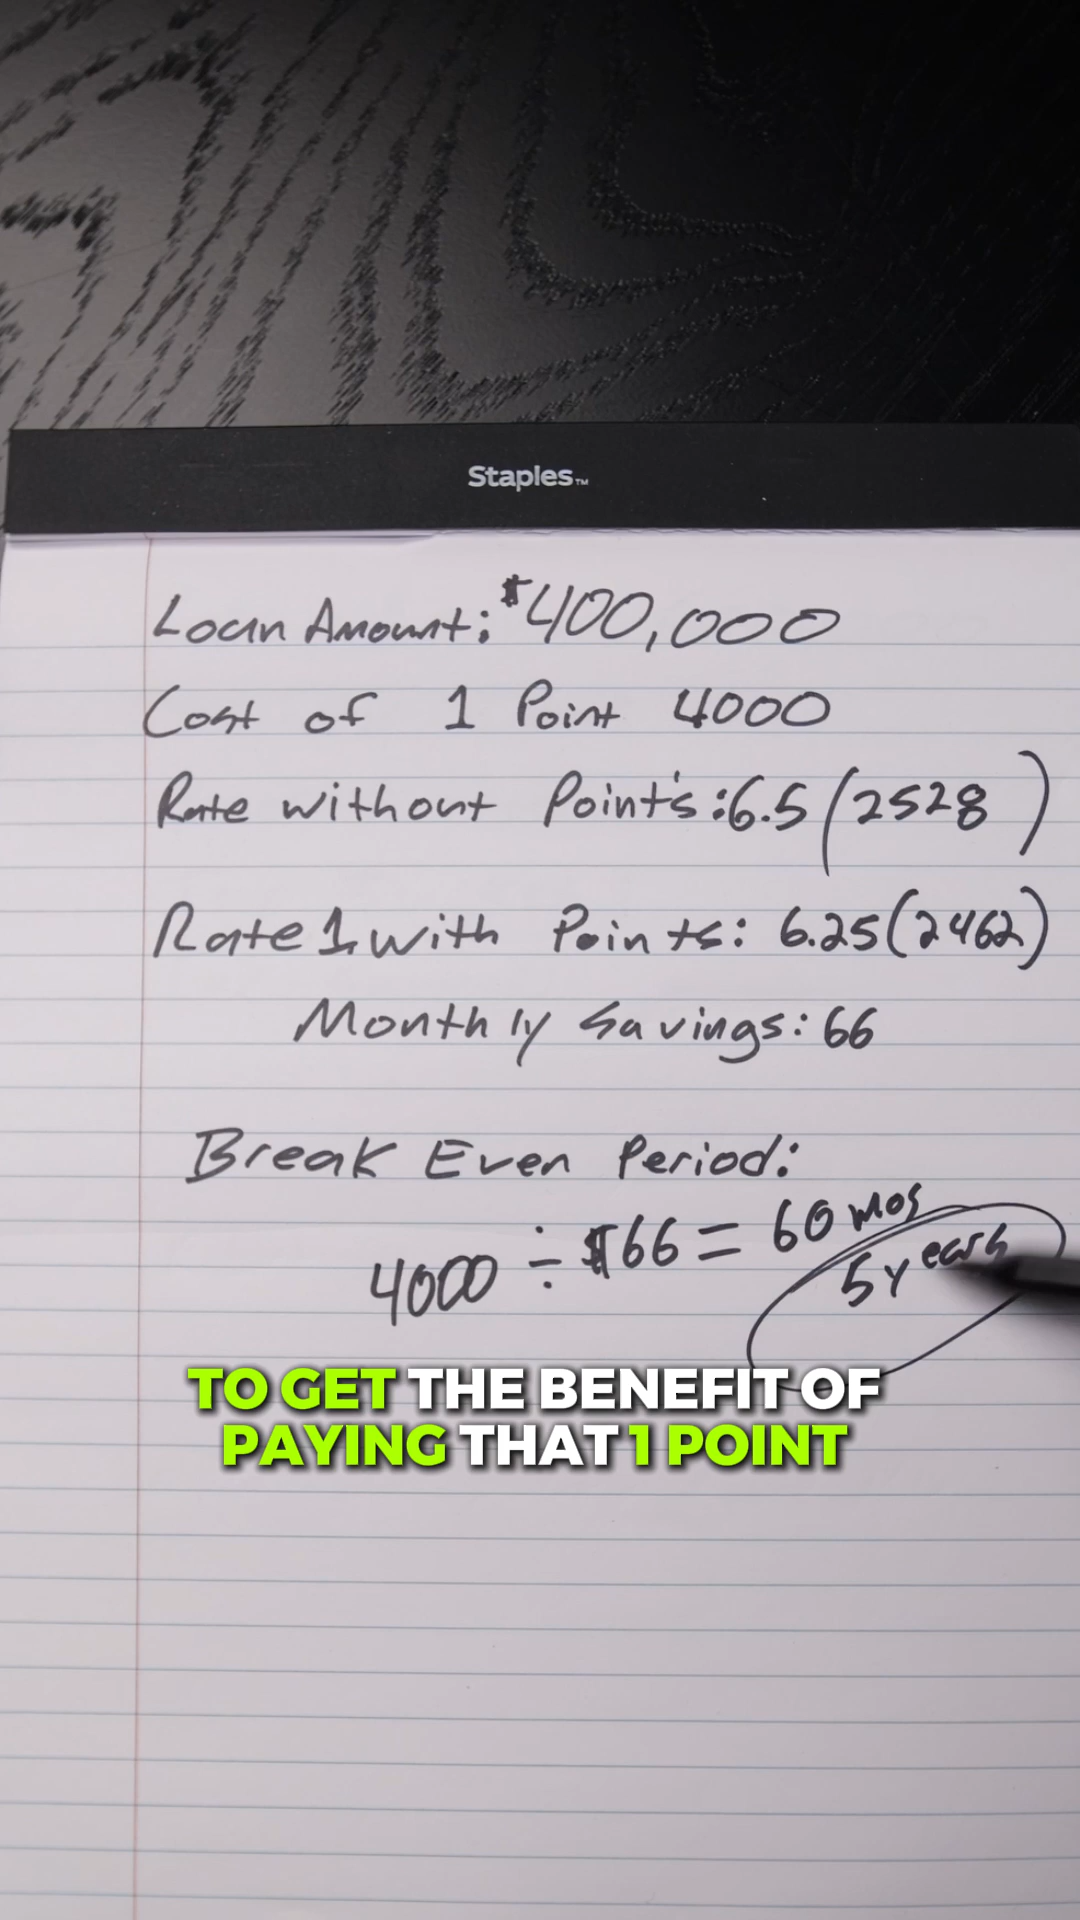 Staples™
Loan Amount: $400,000
Cost of 1 Point 4000
Rate without Point's: 6.5 (2528)
Rate 1 with Points: 6.25 (2462)
Monthly Savings: 66
Break Even Period:
4000 ÷ $66 = 60 mos
5 years
TO GET THE BENEFIT OF
PAYING THAT 1 POINT